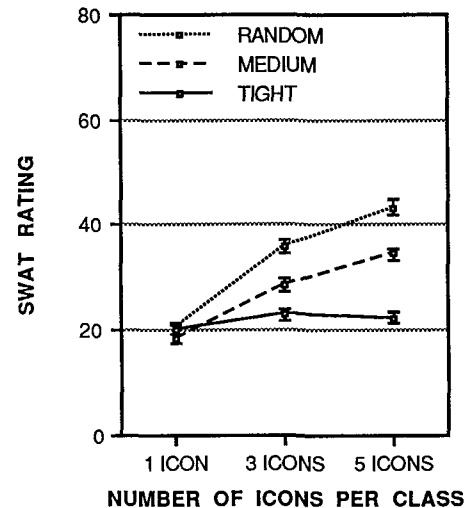 80
RANDOM
MEDIUM
TIGHT
60
40
20
0
SWAT RATING
1 ICON 3 ICONS 5 ICONS
NUMBER OF ICONS PER CLASS